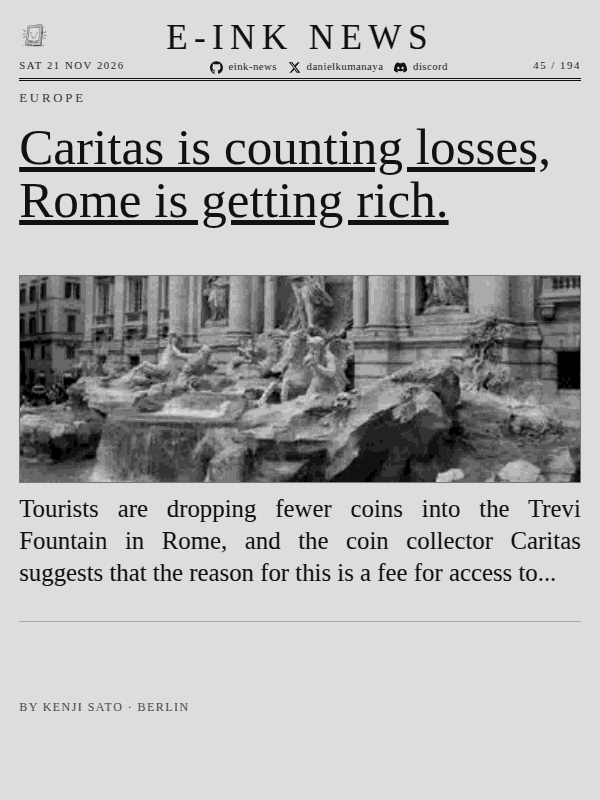 E-INK NEWS
SAT 21 NOV 2026
eink-news danielkumanaya discord
45 / 194
EUROPE
Caritas is counting losses,
Rome is getting rich.
Tourists are dropping fewer coins into the Trevi
Fountain in Rome, and the coin collector Caritas
suggests that the reason for this is a fee for access to...
BY KENJI SATO · BERLIN